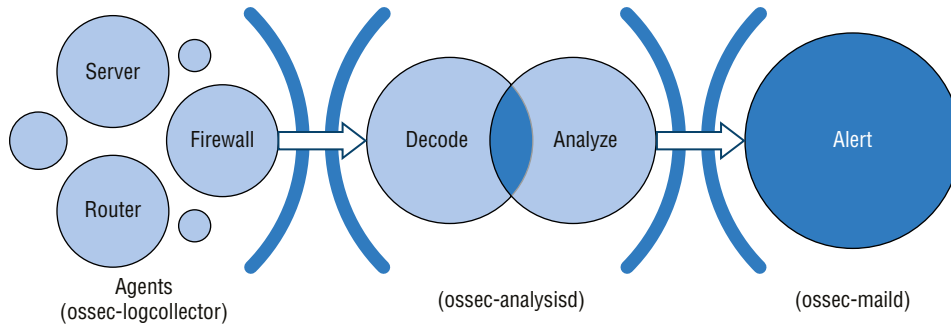 Server
Firewall
Router
Decode
Analyze
Alert
Agents
(ossec-logcollector)
(ossec-analysisd)
(ossec-maild)